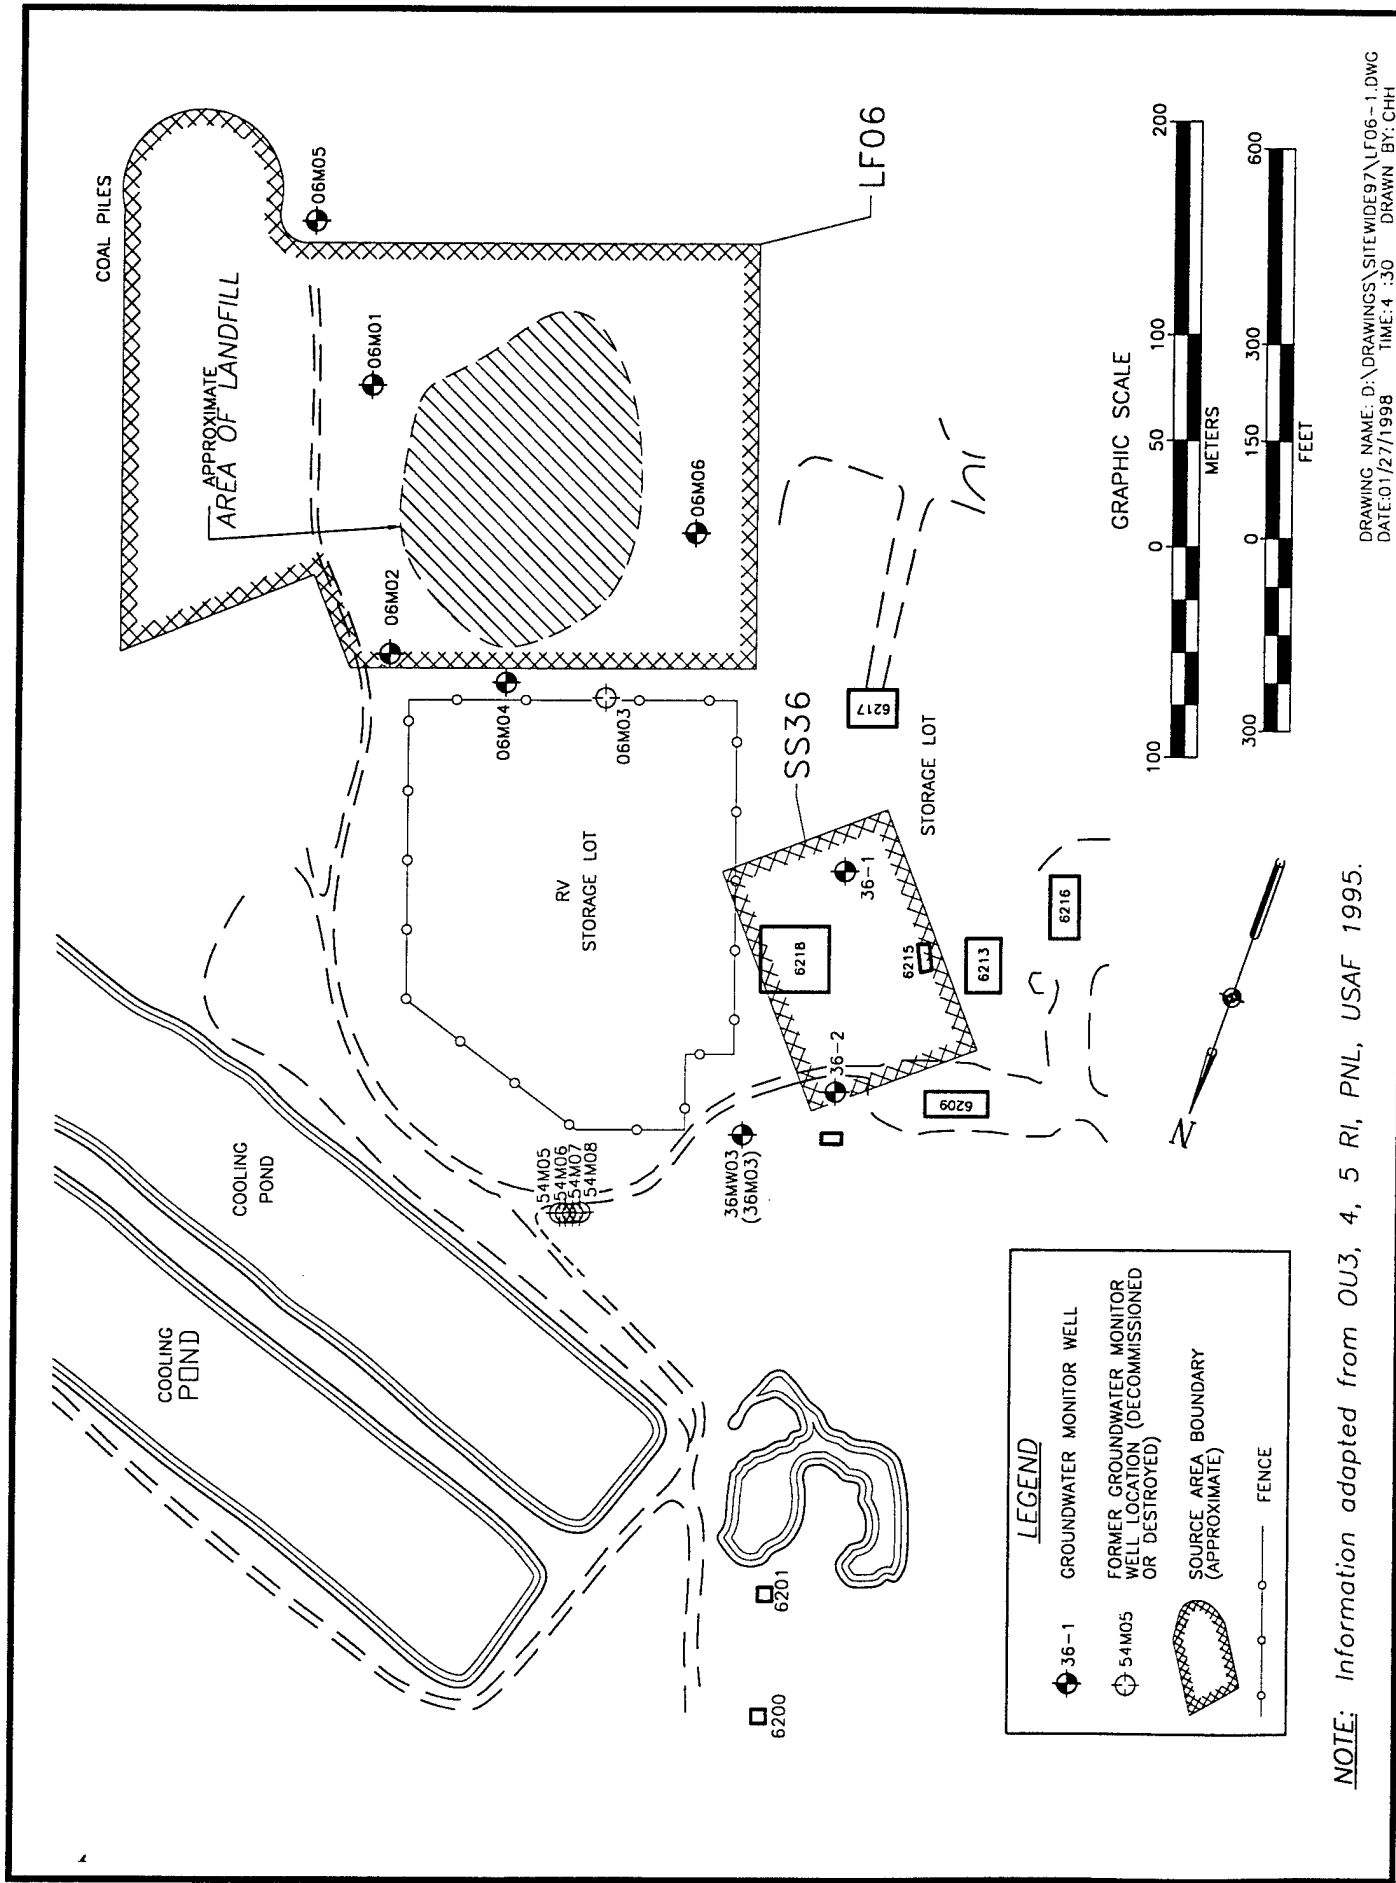 COAL PILES
06M05
APPROXIMATE
AREA OF LANDFILL
06M01
LF06
06M02
06M06
06M04
06M03
RV
STORAGE LOT
SS36
6217
STORAGE LOT
36-1
6218
6215
6213
6216
36-2
6209
36MW03
(36M03)
54M05
54M06
54M07
54M08
COOLING
POND
COOLING
POND
6201
6200
GRAPHIC SCALE
100
0
50
100
200
METERS
300
0
150
300
600
FEET
N
LEGEND
36-1
GROUNDWATER MONITOR WELL
54M05
FORMER GROUNDWATER MONITOR
WELL LOCATION (DECOMMISSIONED
OR DESTROYED)
SOURCE AREA BOUNDARY
(APPROXIMATE)
FENCE
NOTE: Information adapted from OU3, 4, 5 RI, PNL, USAF 1995.
DRAWING NAME: D:\DRAWINGS\SITEWIDE97\LF06-1.DWG
DATE:01/27/1998 TIME:4 :30 DRAWN BY: CHH